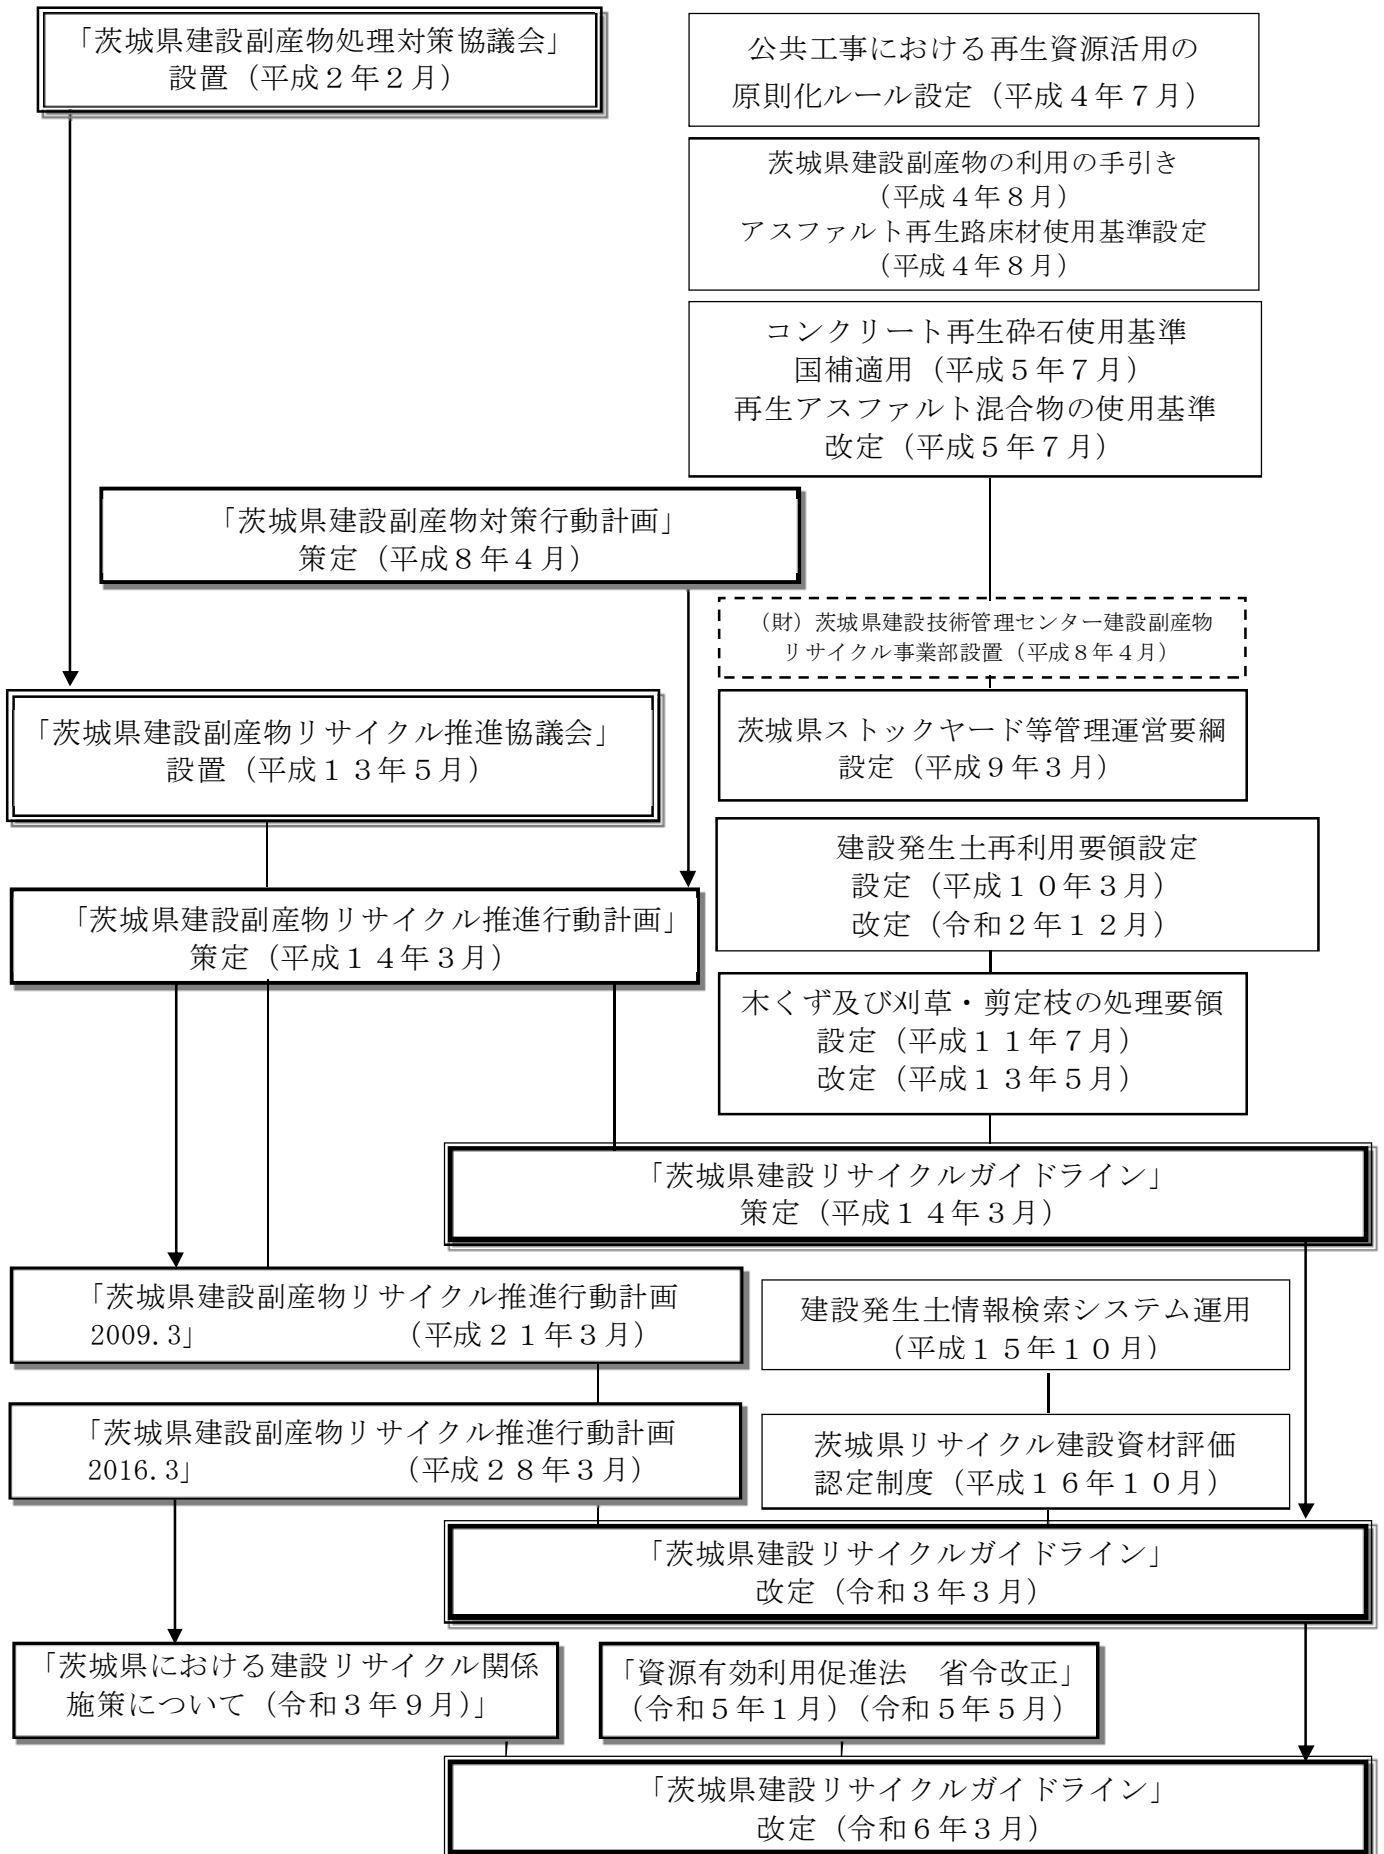 「茨城県建設副産物処理対策協議会」
設置（平成２年２月）
公共工事における再生資源活用の
原則化ルール設定（平成４年７月）
茨城県建設副産物の利用の手引き
（平成４年８月）
アスファルト再生路床材使用基準設定
（平成４年８月）
コンクリート再生砕石使用基準
国補適用（平成５年７月）
再生アスファルト混合物の使用基準
改定（平成５年７月）
「茨城県建設副産物対策行動計画」
策定（平成８年４月）
（財）茨城県建設技術管理センター建設副産物
リサイクル事業部設置（平成８年４月）
「茨城県建設副産物リサイクル推進協議会」
設置（平成１３年５月）
茨城県ストックヤード等管理運営要綱
設定（平成９年３月）
建設発生土再利用要領設定
設定（平成１０年３月）
改定（令和２年１２月）
「茨城県建設副産物リサイクル推進行動計画」
策定（平成１４年３月）
木くず及び刈草・剪定枝の処理要領
設定（平成１１年７月）
改定（平成１３年５月）
「茨城県建設リサイクルガイドライン」
策定（平成１４年３月）
「茨城県建設副産物リサイクル推進行動計画
2009.3」　　　　　　　（平成２１年３月）
建設発生土情報検索システム運用
（平成１５年１０月）
「茨城県建設副産物リサイクル推進行動計画
2016.3」　　　　　　　（平成２８年３月）
茨城県リサイクル建設資材評価
認定制度（平成１６年１０月）
「茨城県建設リサイクルガイドライン」
改定（令和３年３月）
「茨城県における建設リサイクル関係
施策について（令和３年９月）」
「資源有効利用促進法　省令改正」
（令和５年１月）（令和５年５月）
「茨城県建設リサイクルガイドライン」
改定（令和６年３月）